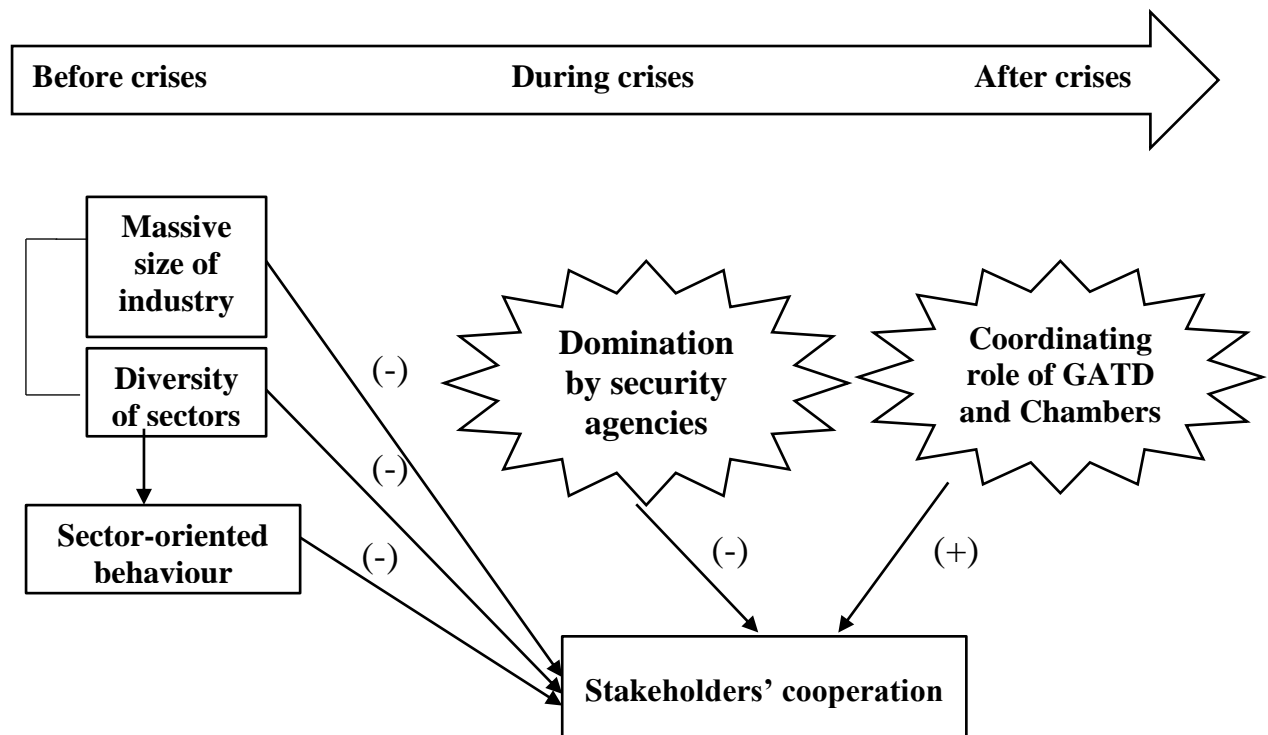 Before crises During crises After crises
Massive
size of
industry
Diversity
of sectors
Sector-oriented
behaviour
(-)
(-)
(-)
Domination
by security
agencies
(-)
Coordinating
role of GATD
and Chambers
(+)
Stakeholders’ cooperation